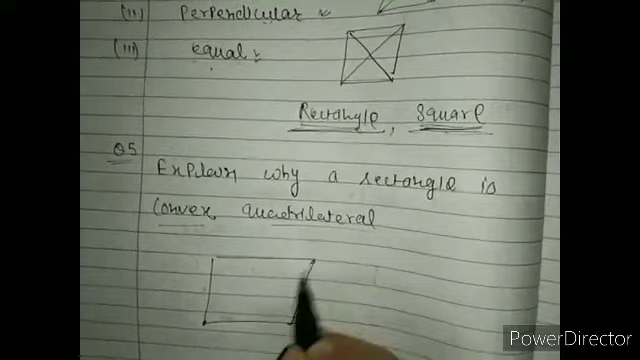 (ii) Perpendicular
(iii) equal
Rectangle, Square
Q5 Explain why a rectangle is
Convex quadrilateral
PowerDirector